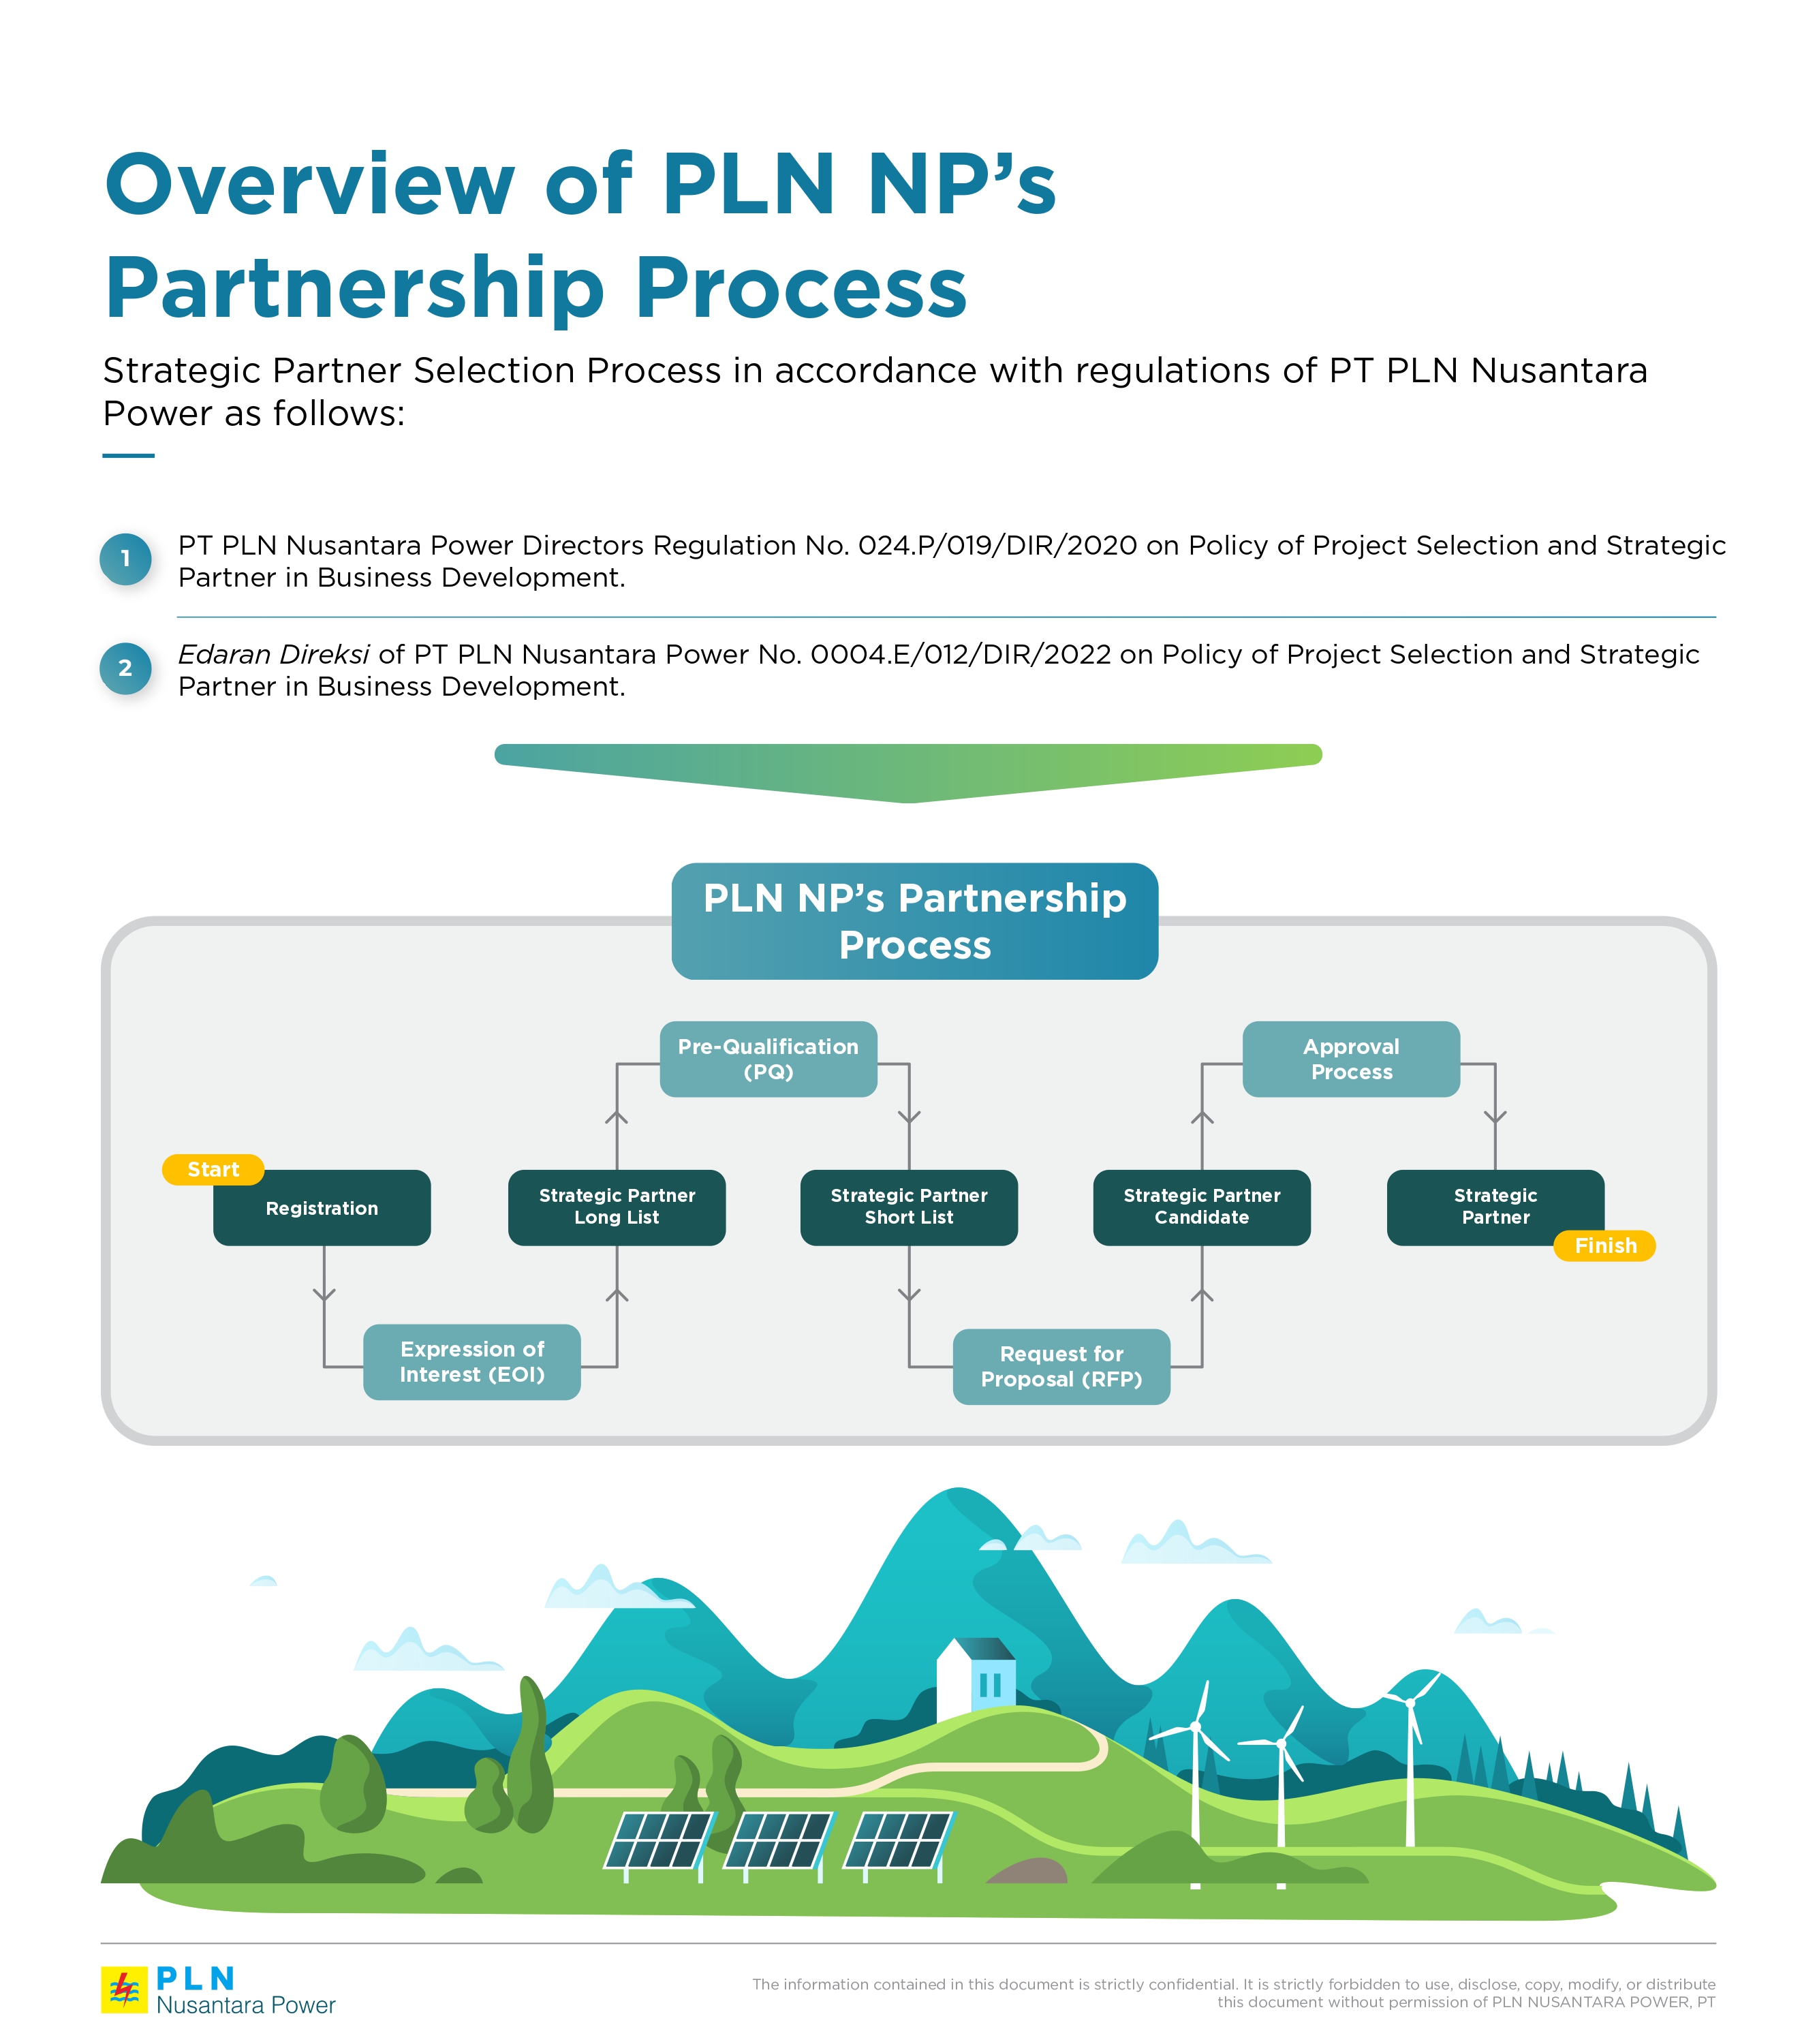 Overview of PLN NP’s
Partnership Process
Strategic Partner Selection Process in accordance with regulations of PT PLN Nusantara
Power as follows:
1
PT PLN Nusantara Power Directors Regulation No. 024.P/019/DIR/2020 on Policy of Project Selection and Strategic
Partner in Business Development.
2
Edaran Direksi of PT PLN Nusantara Power No. 0004.E/012/DIR/2022 on Policy of Project Selection and Strategic
Partner in Business Development.
PLN NP’s Partnership
Process
Start
Registration
Expression of
Interest (EOI)
Strategic Partner
Long List
Pre-Qualification
(PQ)
Strategic Partner
Short List
Request for
Proposal (RFP)
Strategic Partner
Candidate
Approval
Process
Strategic
Partner
Finish
PLN
Nusantara Power
The information contained in this document is strictly confidential. It is strictly forbidden to use, disclose, copy, modify, or distribute
this document without permission of PLN NUSANTARA POWER, PT